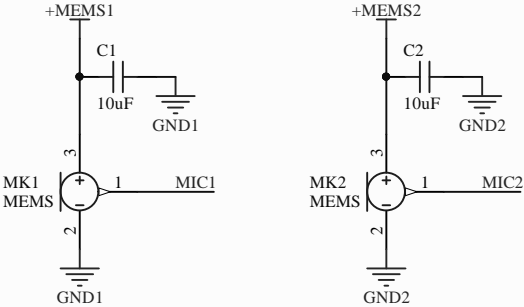 +MEMS1
C1
10uF
GND1
3
MK1
MEMS
+
−
1
MIC1
2
GND1
+MEMS2
C2
10uF
GND2
3
MK2
MEMS
+
−
1
MIC2
2
GND2